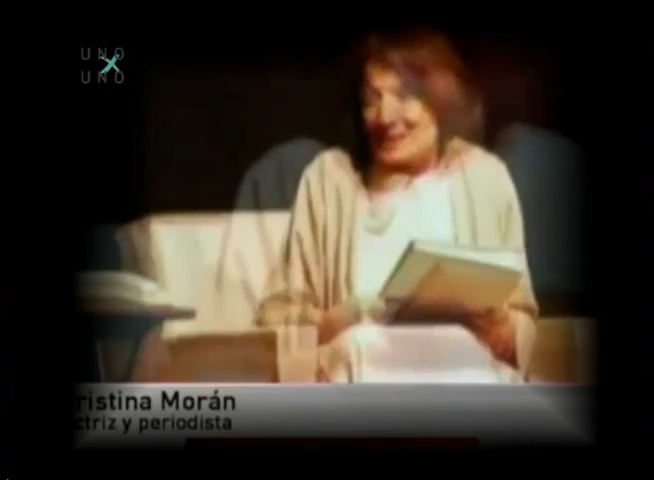 UNO
X
UNO
ristina Morán
ctriz y periodista